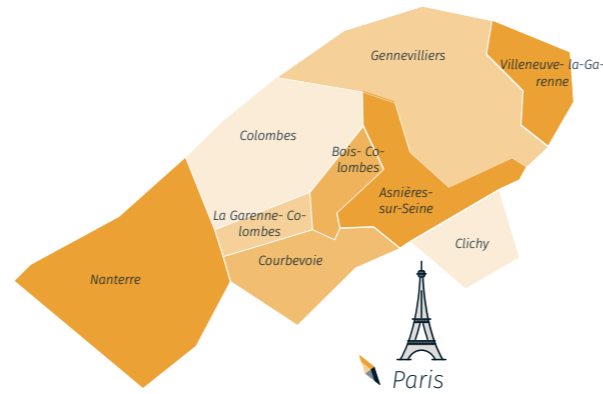 Gennevilliers
Villeneuve- la-Ga-
renne
Colombes
Bois- Co-
lombes
Asnières-
sur-Seine
La Garenne- Co-
lombes
Clichy
Courbevoie
Nanterre
Paris